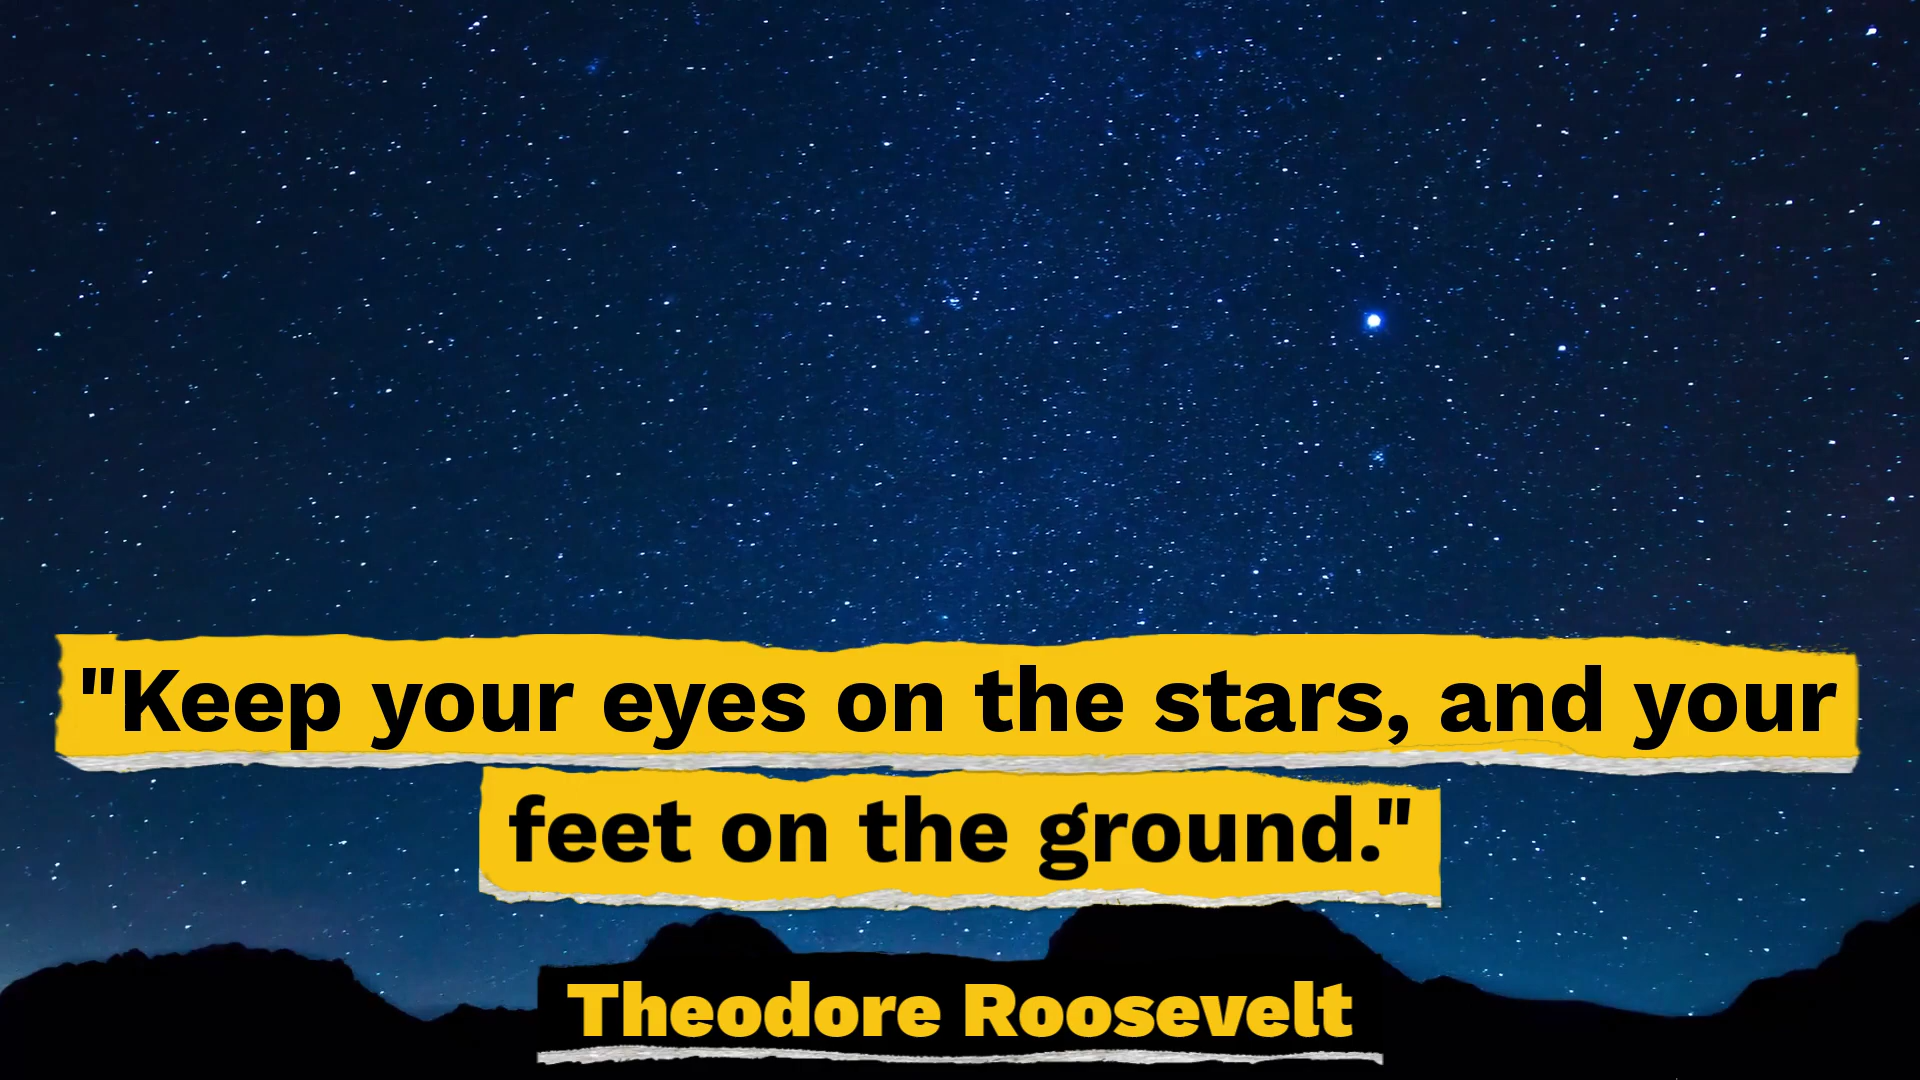 "Keep your eyes on the stars, and your
feet on the ground."
Theodore Roosevelt